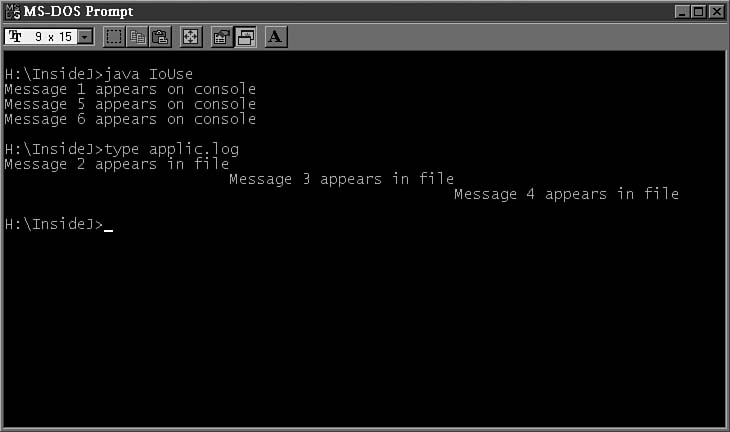 MS-DOS Prompt
9 x 15
A
H:\InsideJ>java IoUse
Message 1 appears on console
Message 5 appears on console
Message 6 appears on console
H:\InsideJ>type applic.log
Message 2 appears in file
Message 3 appears in file
Message 4 appears in file
H:\InsideJ>_